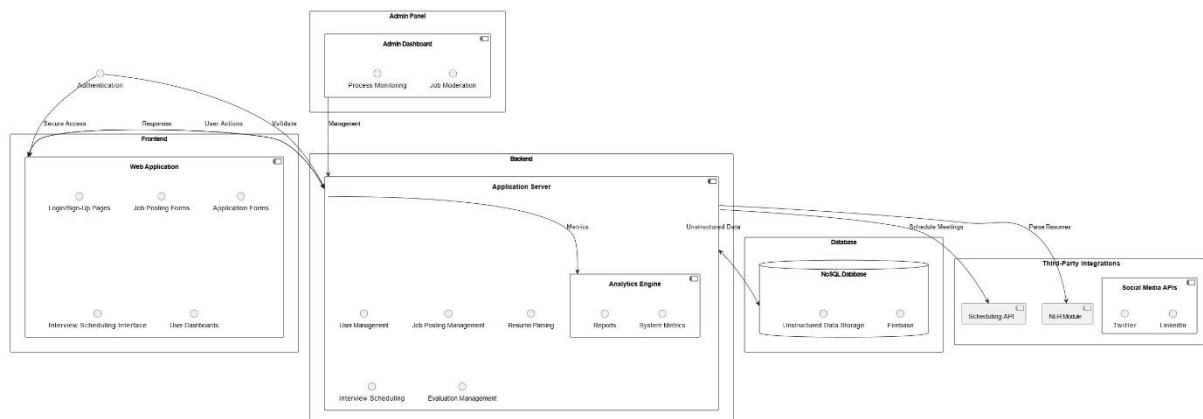 Admin Panel
Admin Dashboard
Process Monitoring
Job Moderation
Authentication
Secure Access
Responses
User Actions
Validate
Management
Frontend
Web Application
Login/Sign-Up Pages
Job Posting Forms
Application Forms
Interview Scheduling Interface
User Dashboards
Backend
Application Server
Metrics
Analytics Engine
Reports
System Metrics
User Management
Job Posting Management
Resume Parsing
Interview Scheduling
Evaluation Management
Unstructured Data
Schedule Meetings
Parse Resumes
Database
NoSQL Database
Unstructured Data Storage
Firebase
Third-Party Integrations
Scheduling API
NER Module
Social Media APIs
Twitter
LinkedIn